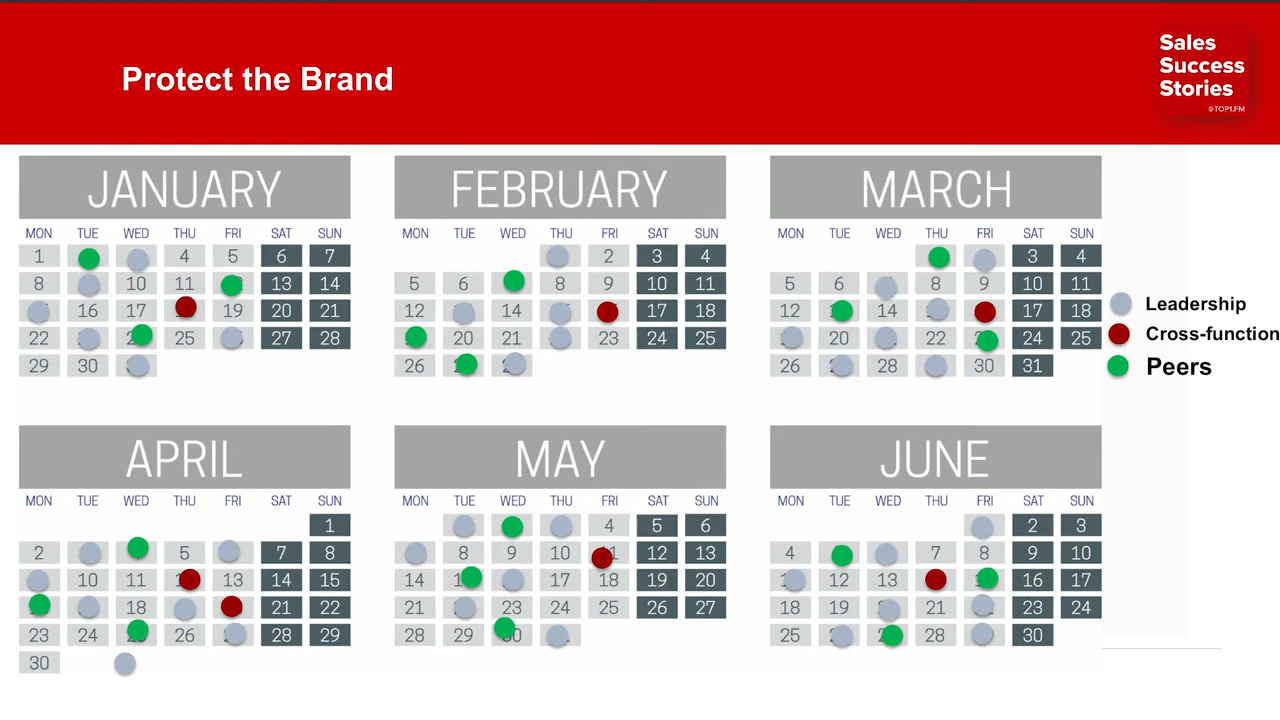 Protect the Brand
Sales
Success
Stories
©TOP1.FM
JANUARY
MON TUE WED THU FRI SAT SUN
1 4 5 6 7
8 10 11 13 14
16 17 19 20 21
22 25 27 28
29 30
FEBRUARY
MON TUE WED THU FRI SAT SUN
2 3 4
5 6 8 9 10 11
12 14 17 18
20 21 23 24 25
26
MARCH
MON TUE WED THU FRI SAT SUN
3 4
5 6 8 9 10 11
12 14 17 18
20 22 24 25
26 28 30 31
Leadership
Cross-function
Peers
APRIL
MON TUE WED THU FRI SAT SUN
1
2 5 7 8
10 11 13 14 15
18 21 22
23 24 26 28 29
30
MAY
MON TUE WED THU FRI SAT SUN
4 5 6
8 9 10 11 12 13
14 17 18 19 20
21 23 24 25 26 27
28 29 30
JUNE
MON TUE WED THU FRI SAT SUN
2 3
4 7 8 9 10
12 13 16 17
18 19 21 23 24
25 28 30